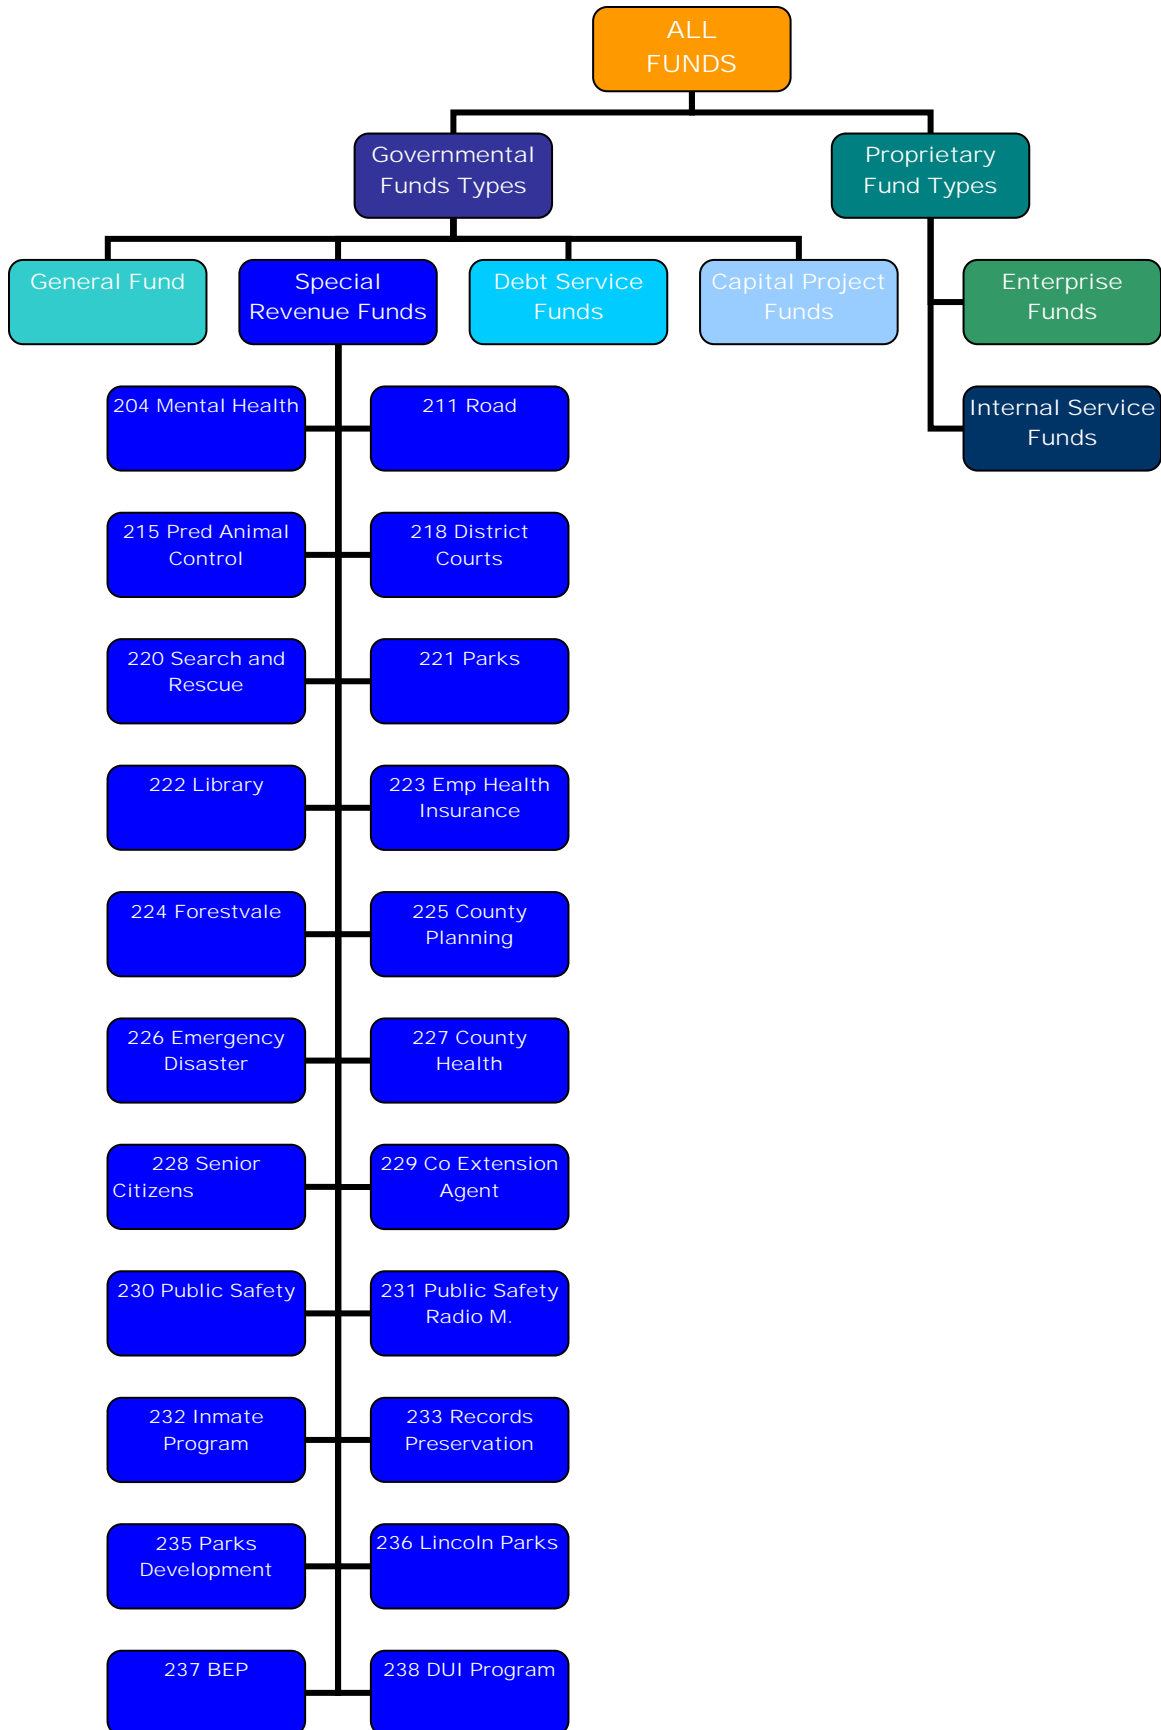 ALL
FUNDS
Governmental
Funds Types
Proprietary
Fund Types
General Fund
Special
Revenue Funds
Debt Service
Funds
Capital Project
Funds
Enterprise
Funds
Internal Service
Funds
204 Mental Health
211 Road
215 Pred Animal
Control
218 District
Courts
220 Search and
Rescue
221 Parks
222 Library
223 Emp Health
Insurance
224 Forestvale
225 County
Planning
226 Emergency
Disaster
227 County
Health
228 Senior
Citizens
229 Co Extension
Agent
230 Public Safety
231 Public Safety
Radio M.
232 Inmate
Program
233 Records
Preservation
235 Parks
Development
236 Lincoln Parks
237 BEP
238 DUI Program